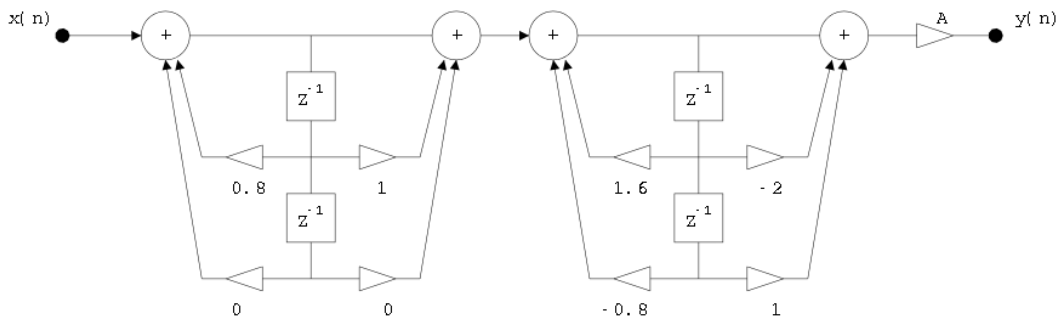 x(n) A y(n)
+ + + +
Z⁻¹ Z⁻¹
0.8 1 1.6 -2
Z⁻¹ Z⁻¹
0 0 -0.8 1